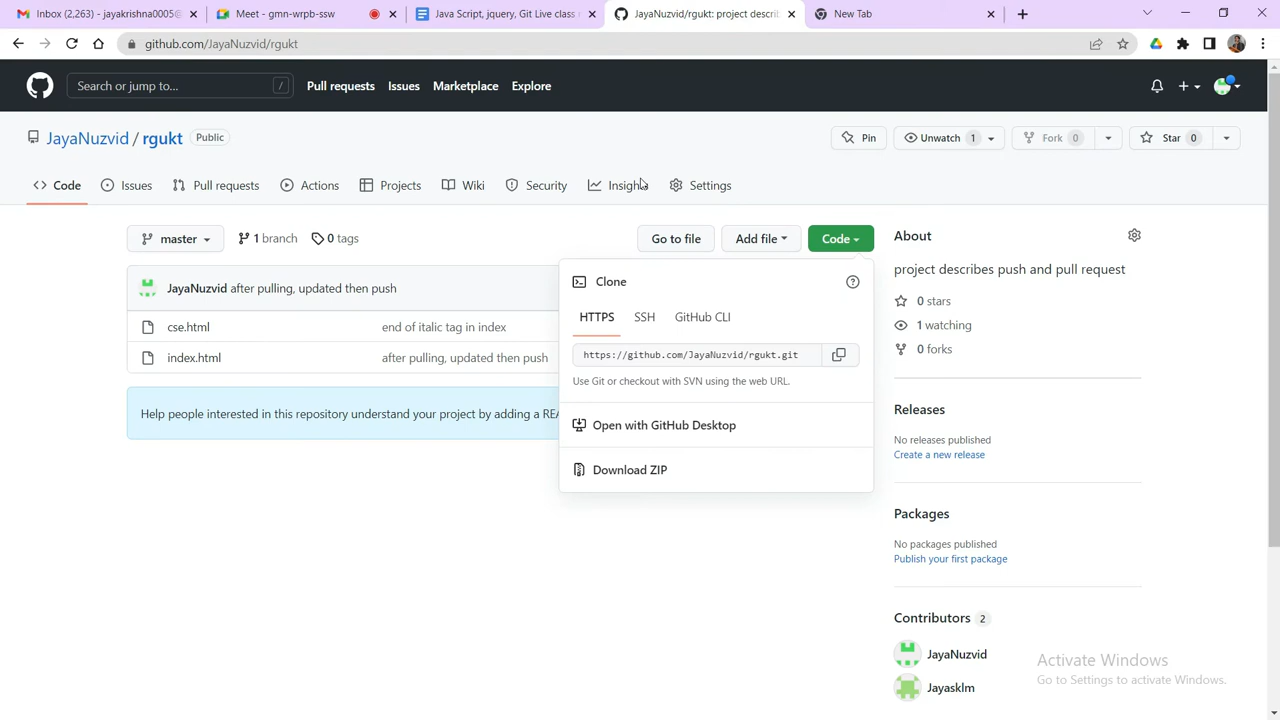 Inbox (2,263) - jayakrishna0005@
Meet - gmn-wrpb-ssw
Java Script, jquery, Git Live class
JayaNuzvid/rgukt: project describ
New Tab
github.com/JayaNuzvid/rgukt
Search or jump to...
/
Pull requests
Issues
Marketplace
Explore
JayaNuzvid / rgukt
Public
Pin
Unwatch 1
Fork 0
Star 0
Code
Issues
Pull requests
Actions
Projects
Wiki
Security
Insights
Settings
master
1 branch
0 tags
Go to file
Add file
Code
JayaNuzvid after pulling, updated then push
cse.html
end of italic tag in index
index.html
after pulling, updated then push
Help people interested in this repository understand your project by adding a REA
Clone
HTTPS
SSH
GitHub CLI
https://github.com/JayaNuzvid/rgukt.git
Use Git or checkout with SVN using the web URL.
Open with GitHub Desktop
Download ZIP
About
project describes push and pull request
0 stars
1 watching
0 forks
Releases
No releases published
Create a new release
Packages
No packages published
Publish your first package
Contributors 2
JayaNuzvid
Jayasklm
Activate Windows
Go to Settings to activate Windows.